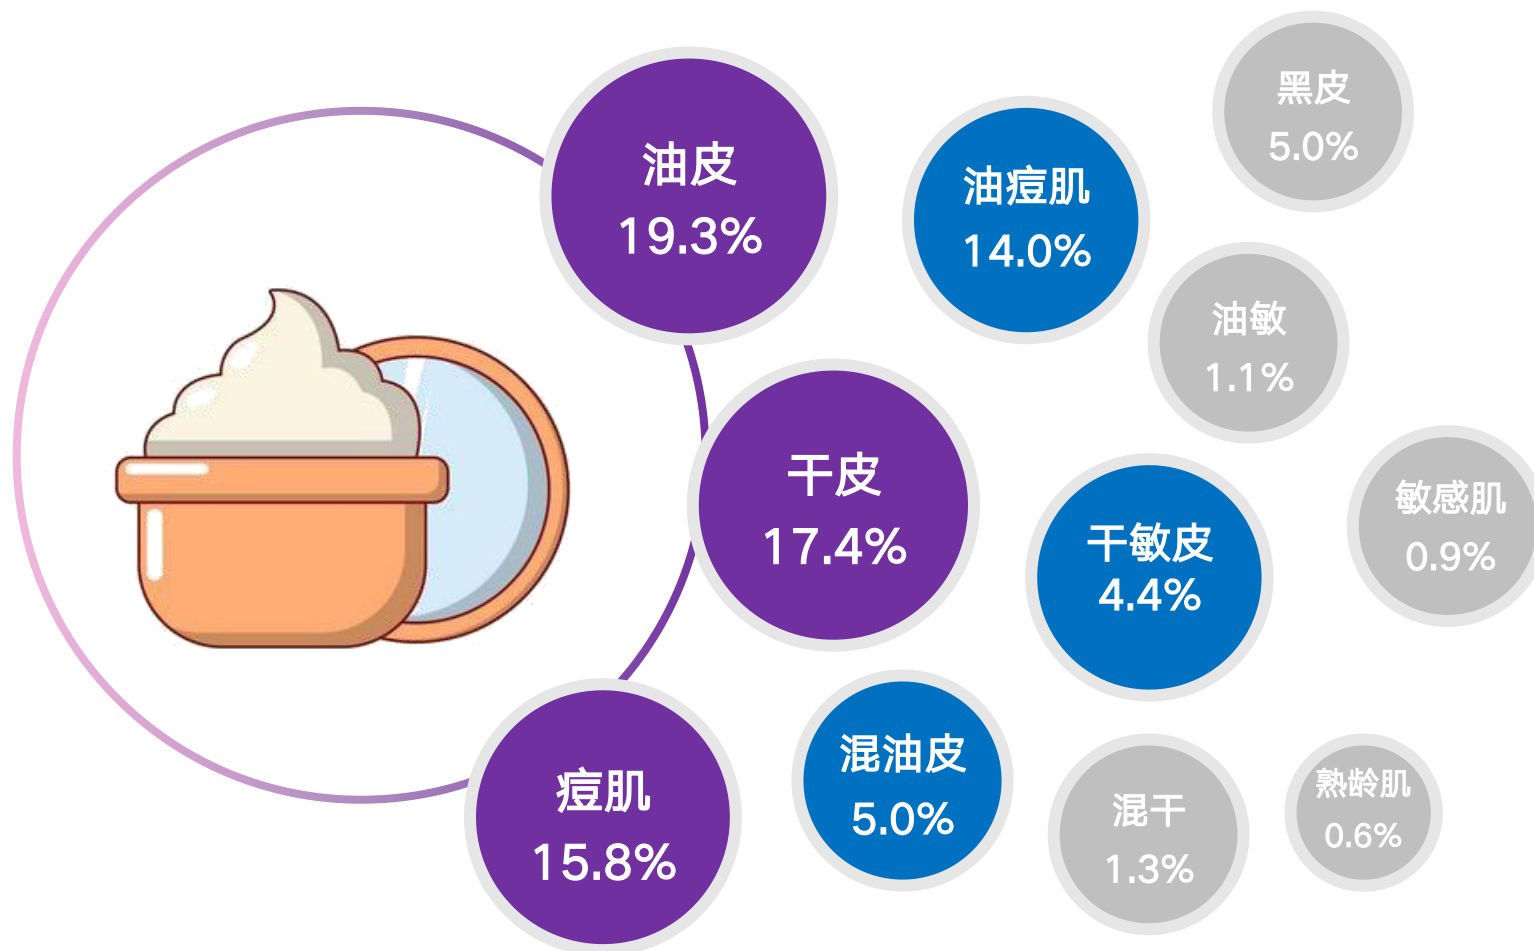 油皮
19.3%
油痘肌
14.0%
黑皮
5.0%
油敏
1.1%
干皮
17.4%
干敏皮
4.4%
敏感肌
0.9%
痘肌
15.8%
混油皮
5.0%
混干
1.3%
熟龄肌
0.6%